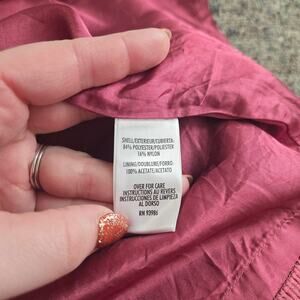 SHELL/EXTERIEUR/CUBIERTA:
84% POLYESTER/POLIESTER
16% NYLON
LINING/DOUBLURE/FORRO:
100% ACETATE/ACETATO
OVER FOR CARE
INSTRUCTIONS AU REVERS
INSTRUCCIONES DE LIMPIEZA
AL DORSO
RN 93986